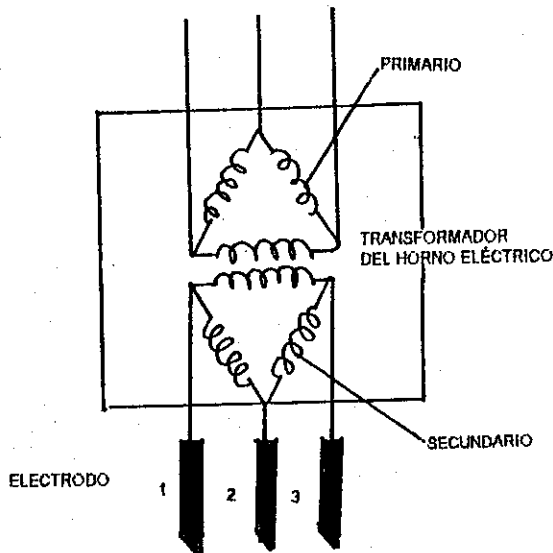 PRIMARIO
TRANSFORMADOR
DEL HORNO ELÉCTRICO
SECUNDARIO
ELECTRODO 1 2 3